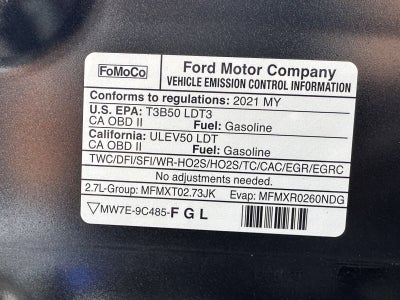 FoMoCo
Ford Motor Company
VEHICLE EMISSION CONTROL INFORMATION
Conforms to regulations: 2021 MY
U.S. EPA: T3B50 LDT3
CA OBD II Fuel: Gasoline
California: ULEV50 LDT
CA OBD II Fuel: Gasoline
TWC/DFI/SFI/WR-HO2S/HO2S/TC/CAC/EGR/EGRC
No adjustments needed.
2.7L-Group: MFMXT02.73JK Evap: MFMXR0260NDG
▽MW7E-9C485-F G L